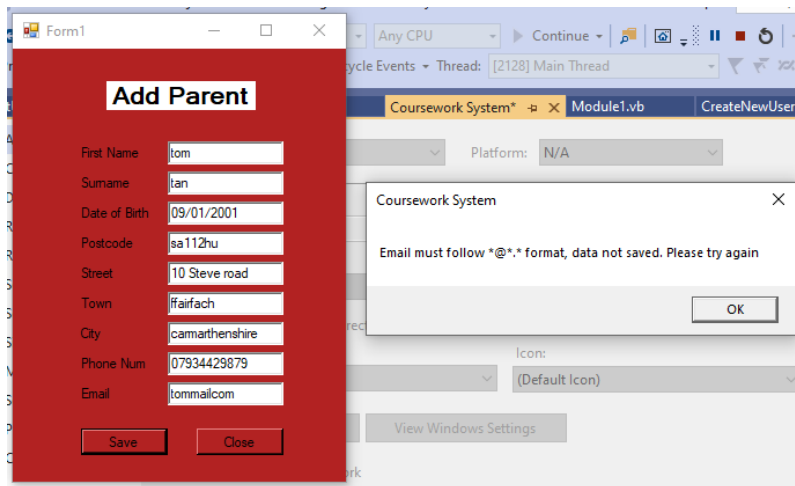 Form1
Any CPU
Continue
cycle Events Thread: [2128] Main Thread
Add Parent
Coursework System*
Module1.vb
CreateNewUser
Platform: N/A
First Name tom
Surname tan
Date of Birth 09/01/2001
Postcode sa112hu
Street 10 Steve road
Town ffairfach
City carmarthenshire
Phone Num 07934429879
Email tommailcom
Save
Close
Coursework System
Email must follow *@*.* format, data not saved. Please try again
OK
Icon:
(Default Icon)
View Windows Settings